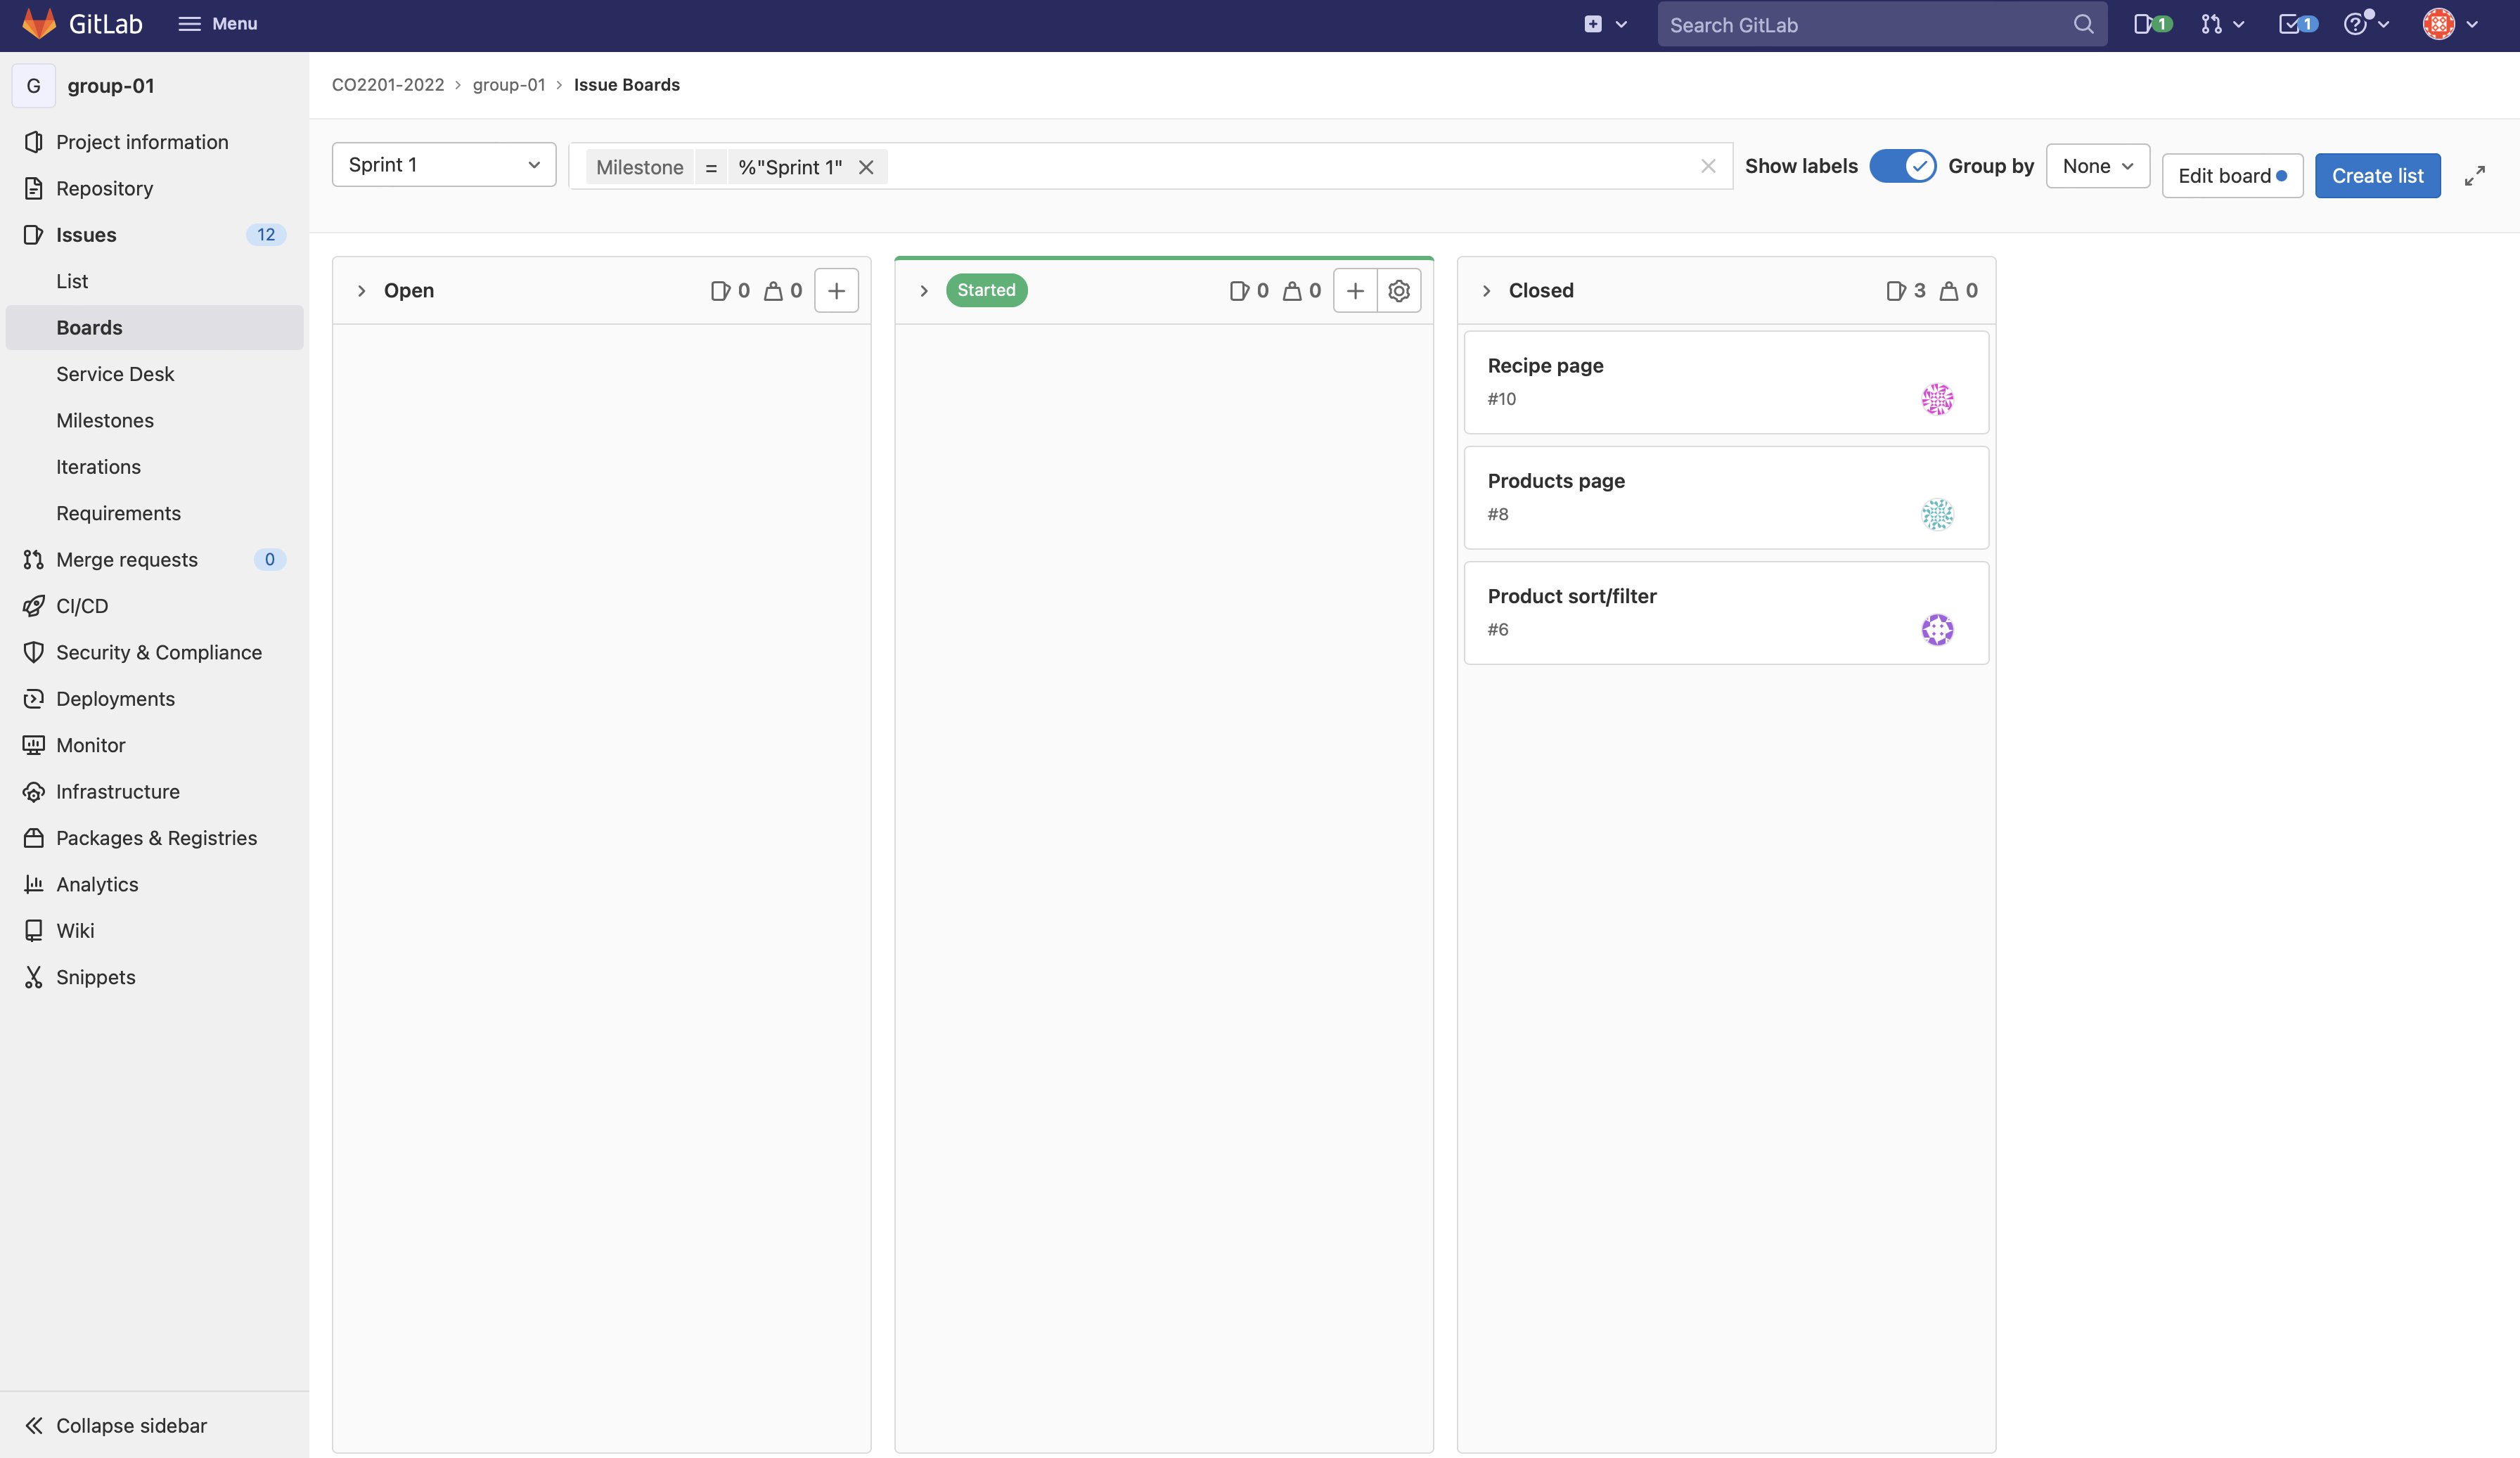 GitLab
Menu
Search GitLab
1
1
G
group-01
Project information
Repository
Issues 12
List
Boards
Service Desk
Milestones
Iterations
Requirements
Merge requests 0
CI/CD
Security & Compliance
Deployments
Monitor
Infrastructure
Packages & Registries
Analytics
Wiki
Snippets
Collapse sidebar
CO2201-2022 > group-01 > Issue Boards
Sprint 1
Milestone = %"Sprint 1"
Show labels
Group by
None
Edit board
Create list
Open 0 0
Started 0 0
Closed 3 0
Recipe page
#10
Products page
#8
Product sort/filter
#6